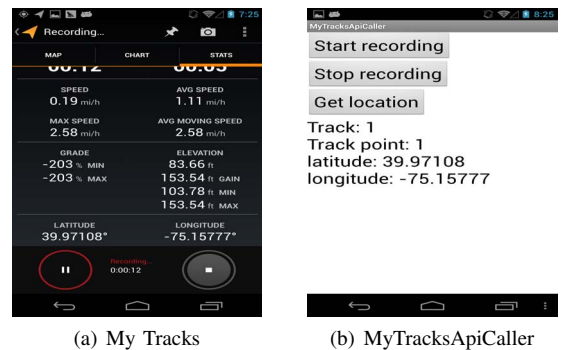 7:25
Recording...
MAP CHART STATS
00.12 00.03
SPEED AVG SPEED
0.19 mi/h 1.11 mi/h
MAX SPEED AVG MOVING SPEED
2.58 mi/h 2.58 mi/h
GRADE ELEVATION
-203 % MIN 83.66 ft
-203 % MAX 153.54 ft GAIN
103.78 ft MIN
153.54 ft MAX
LATITUDE LONGITUDE
39.97108° -75.15777°
Recording...
0:00:12
(a) My Tracks
8:25
MyTracksApiCaller
Start recording
Stop recording
Get location
Track: 1
Track point: 1
latitude: 39.97108
longitude: -75.15777
(b) MyTracksApiCaller